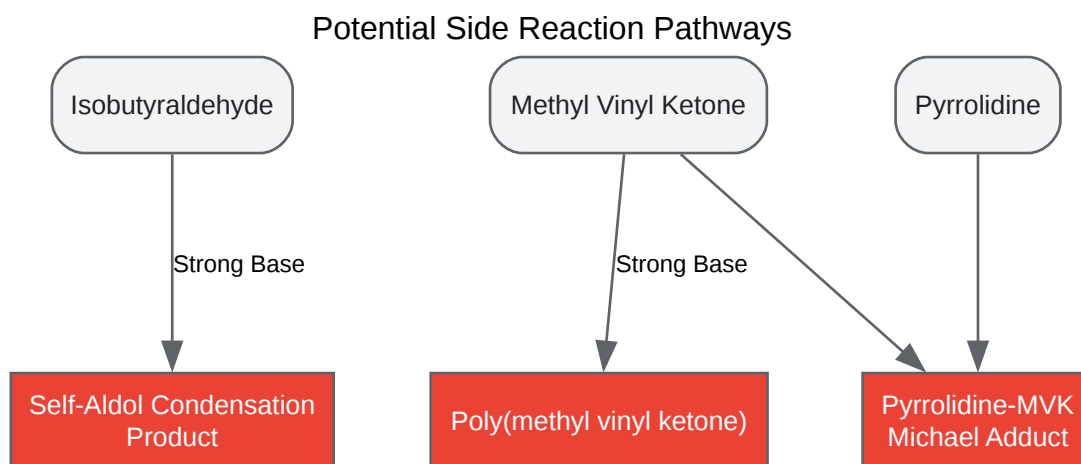 Potential Side Reaction Pathways
Isobutyraldehyde
Methyl Vinyl Ketone
Pyrrolidine
Strong Base
Strong Base
Self-Aldol Condensation
Product
Poly(methyl vinyl ketone)
Pyrrolidine-MVK
Michael Adduct